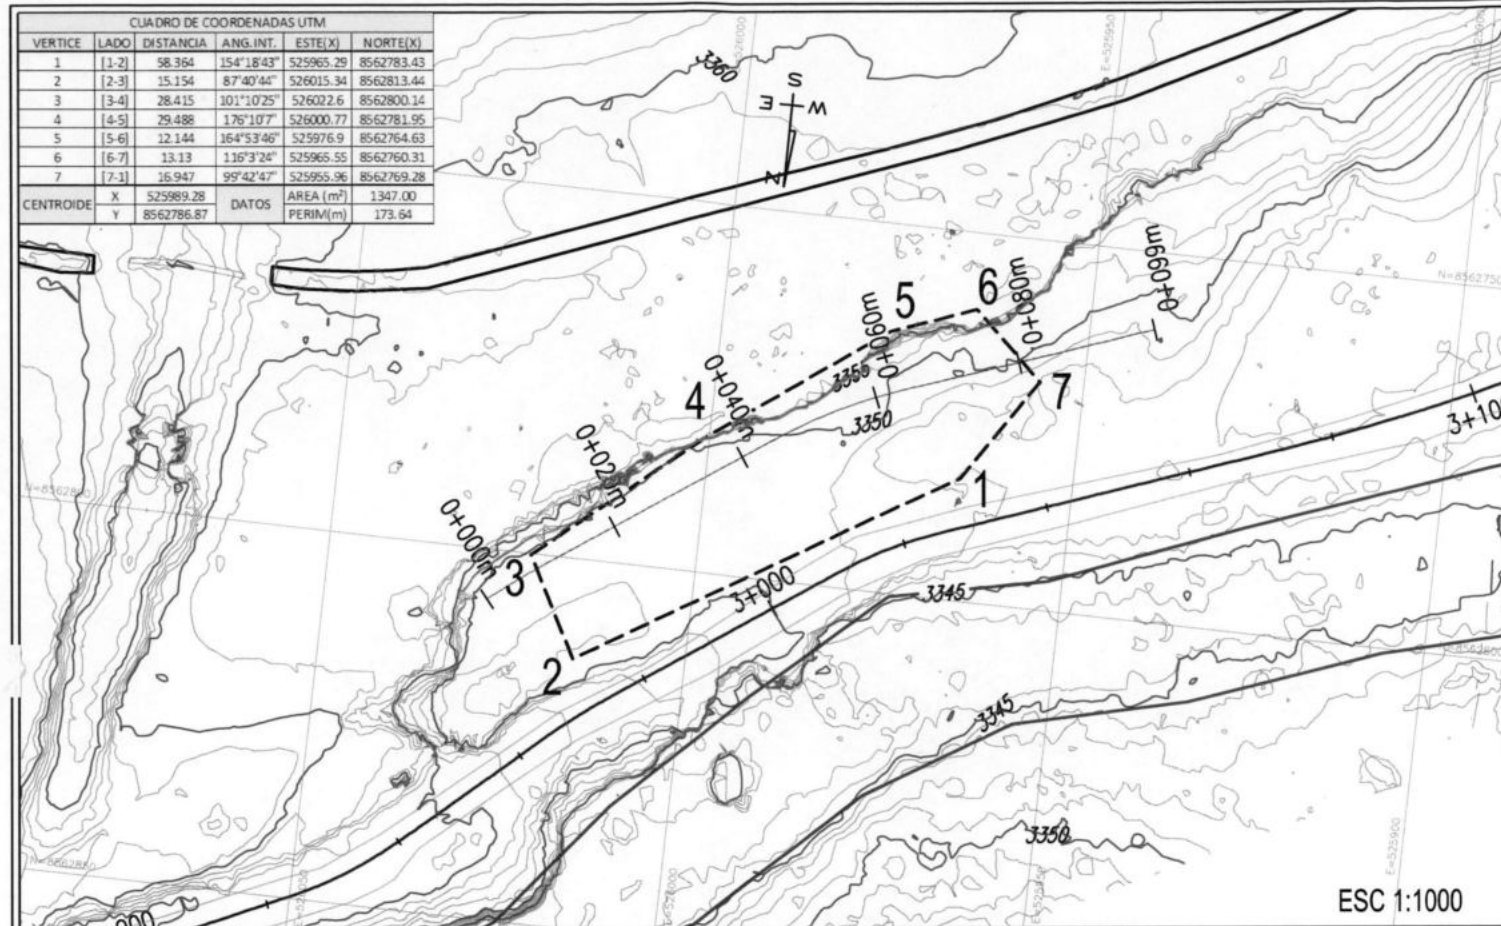 CUADRO DE COORDENADAS UTM
VERTICE LADO DISTANCIA ANG.INT. ESTE(X) NORTE(X)
1 [1-2] 58.364 154°18'43" 525965.29 8562783.43
2 [2-3] 15.154 87°40'44" 526015.34 8562813.44
3 [3-4] 28.415 101°10'25" 526022.6 8562800.14
4 [4-5] 29.488 176°10'7" 526000.77 8562781.95
5 [5-6] 12.144 164°53'46" 525976.9 8562764.63
6 [6-7] 13.13 116°3'24" 525965.55 8562760.31
7 [7-1] 16.947 99°42'47" 525955.96 8562769.28
CENTROIDE X 525989.28 DATOS AREA (m²) 1347.00
Y 8562786.87 PERIM(m) 173.64
E=525950
3360
S
E W
N
N=8562750
0+099m
0+080m
6
5
0+060m
3355
3350
7
4
0+040m
3+10
0+020m
1
N=8562800
0+000m
3
3+000
3345
2
3345
3350
E=525900
ESC 1:1000